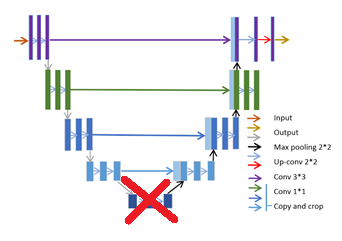 Input
Output
Max pooling 2*2
Up-conv 2*2
Conv 3*3
Conv 1*1
Copy and crop